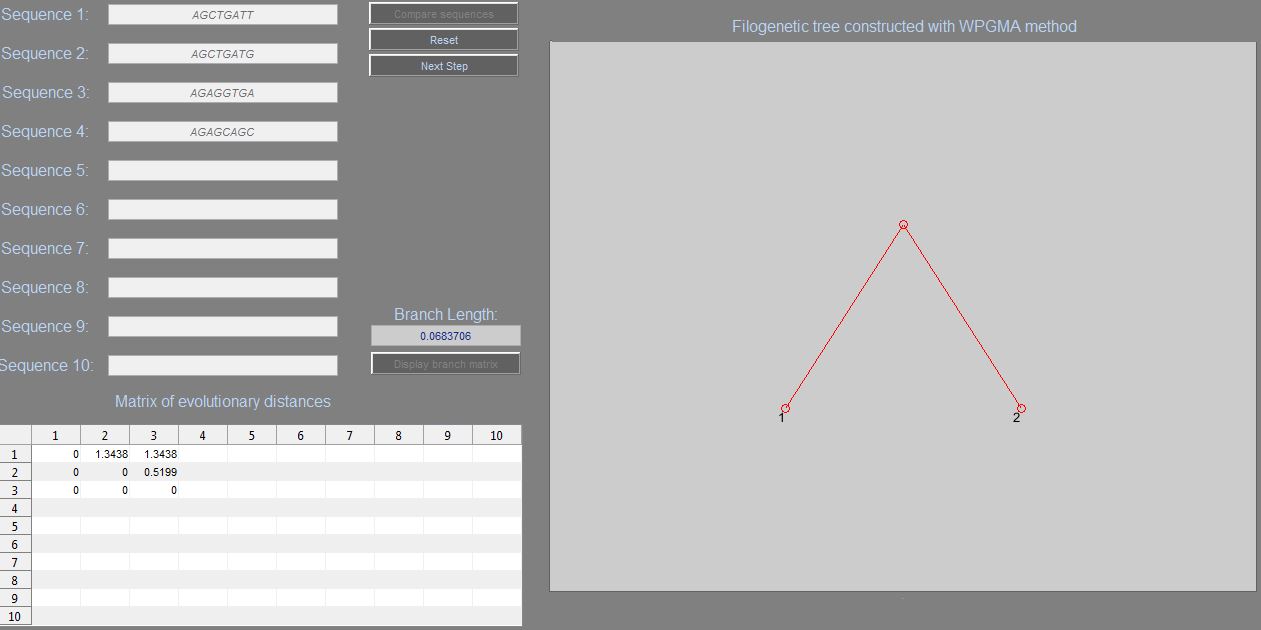 Sequence 1: AGCTGATT
Sequence 2: AGCTGATG
Sequence 3: AGAGGTGA
Sequence 4: AGAGCAGC
Sequence 5:
Sequence 6:
Sequence 7:
Sequence 8:
Sequence 9:
Sequence 10:
Compare sequences
Reset
Next Step
Branch Length:
0.0683706
Display branch matrix
Matrix of evolutionary distances
1 2 3 4 5 6 7 8 9 10
1 0 1.3438 1.3438
2 0 0 0.5199
3 0 0 0
4
5
6
7
8
9
10
Filogenetic tree constructed with WPGMA method
1 2